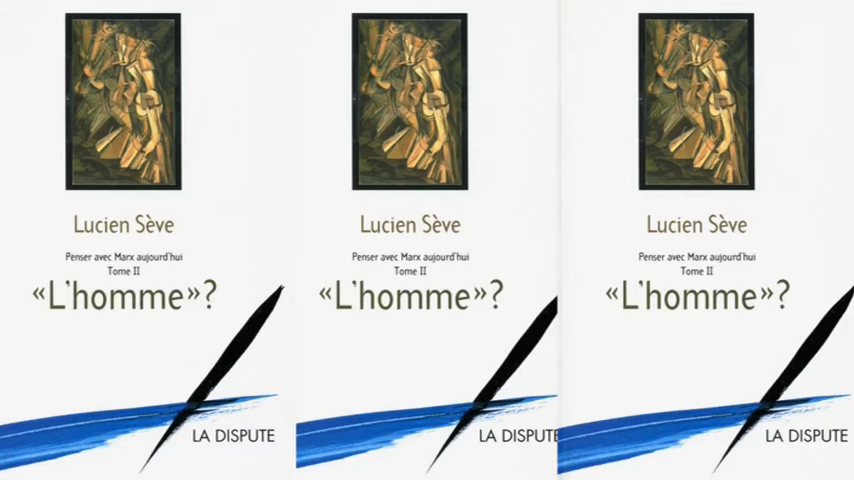 Lucien Sève
Penser avec Marx aujourd'hui
Tome II
«L'homme»?
LA DISPUTE
Lucien Sève
Penser avec Marx aujourd'hui
Tome II
«L'homme»?
LA DISPUTE
Lucien Sève
Penser avec Marx aujourd'hui
Tome II
«L'homme»?
LA DISPUTE